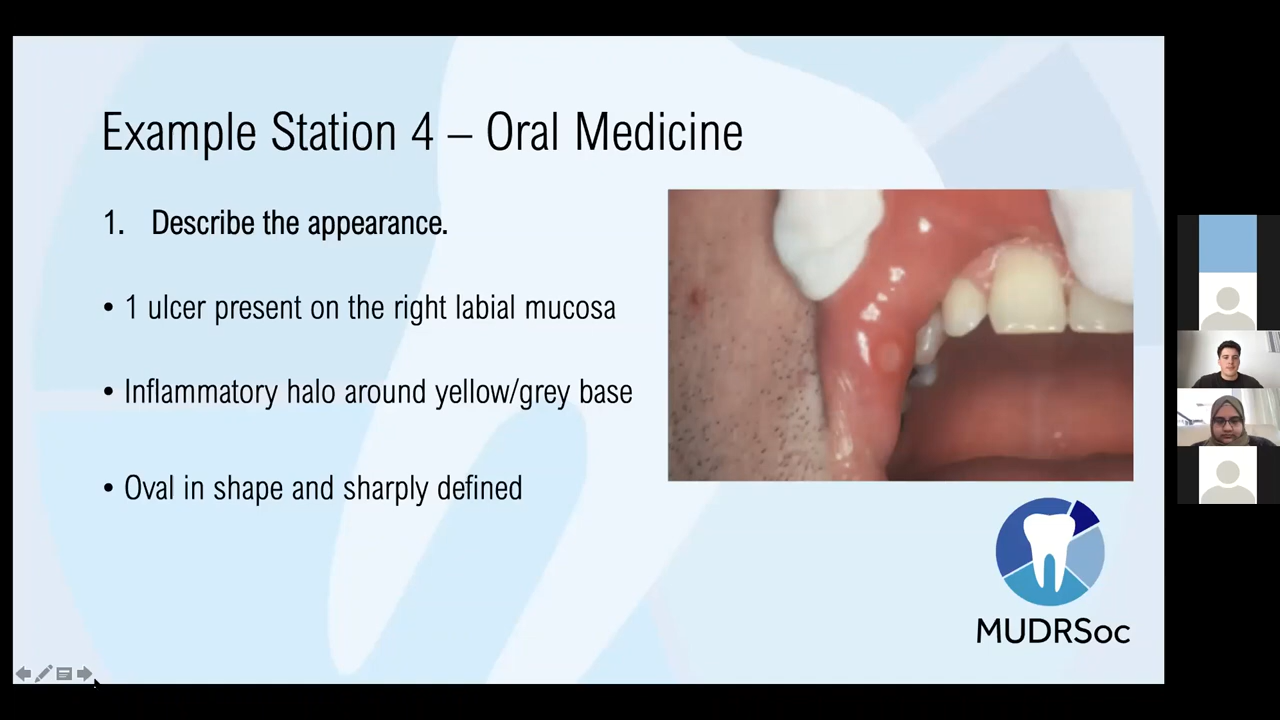 Example Station 4 – Oral Medicine
1. Describe the appearance.
• 1 ulcer present on the right labial mucosa
• Inflammatory halo around yellow/grey base
• Oval in shape and sharply defined
MUDRSoc